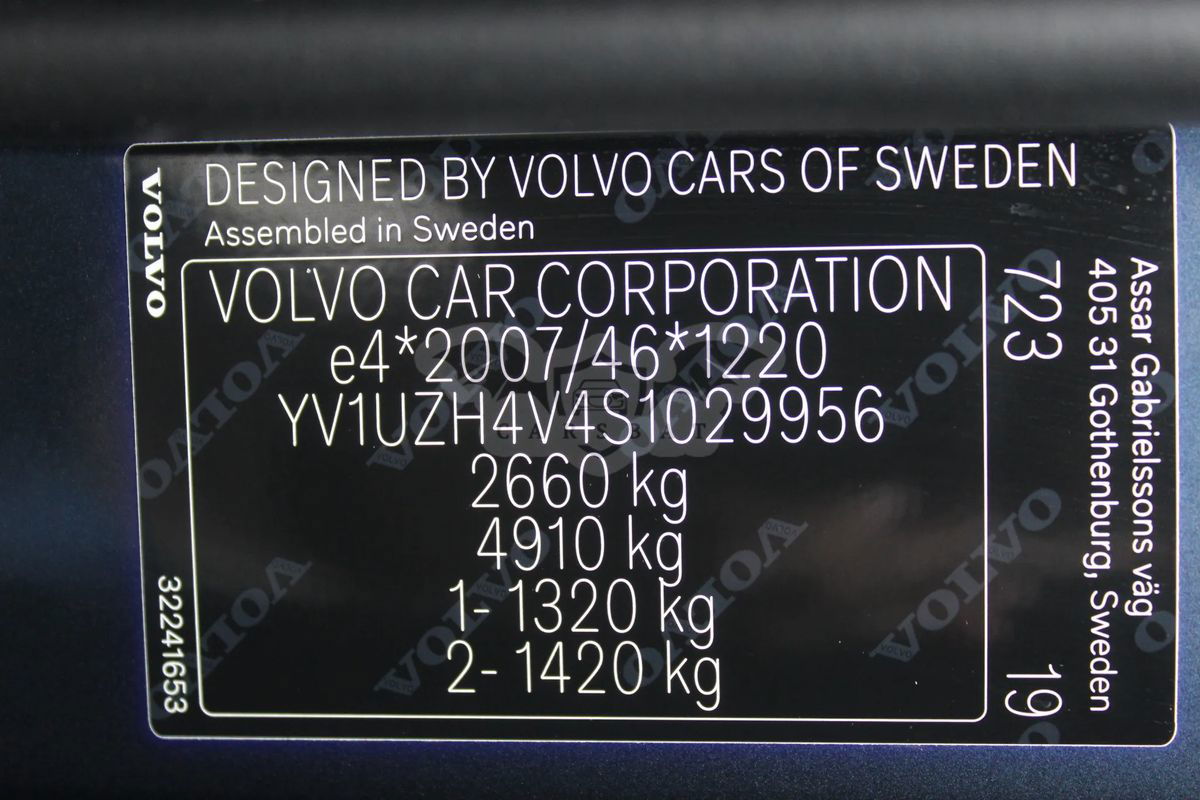 VOLVO
DESIGNED BY VOLVO CARS OF SWEDEN
Assembled in Sweden
VOLVO CAR CORPORATION
e4*2007/46*1220
YV1UZH4V4S1029956
2660 kg
4910 kg
1- 1320 kg
2- 1420 kg
32241653
723
19
Assar Gabrielssons väg
405 31 Gothenburg, Sweden